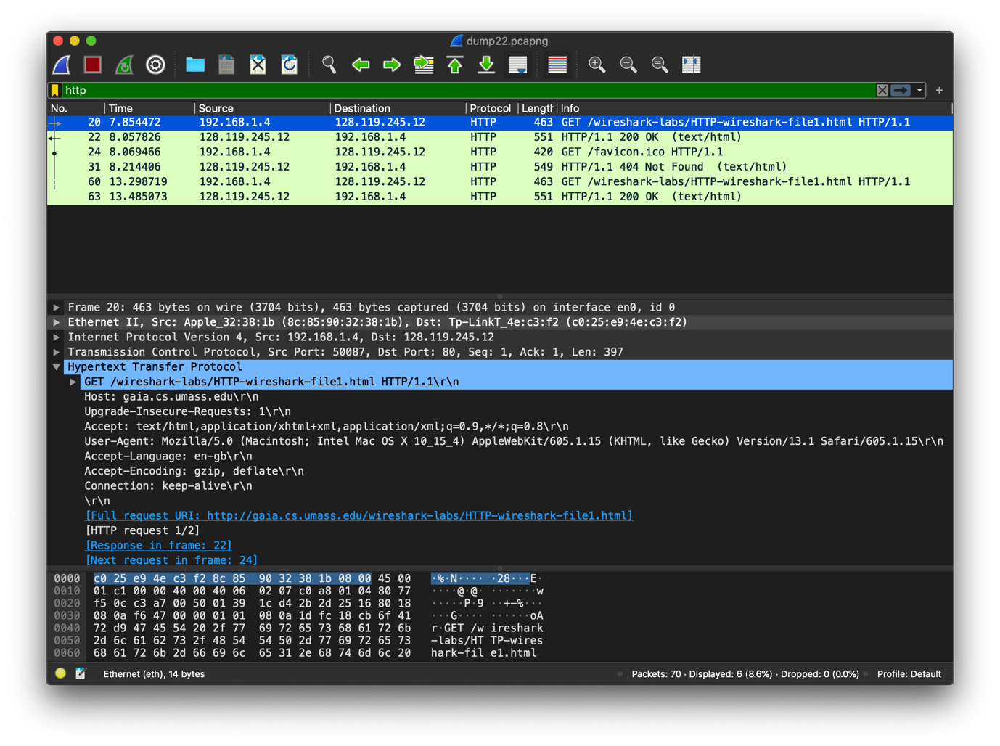 dump22.pcapng
http
No. Time Source Destination Protocol Length Info
20 7.854472 192.168.1.4 128.119.245.12 HTTP 463 GET /wireshark-labs/HTTP-wireshark-file1.html HTTP/1.1
22 8.057826 128.119.245.12 192.168.1.4 HTTP 551 HTTP/1.1 200 OK (text/html)
24 8.069466 192.168.1.4 128.119.245.12 HTTP 420 GET /favicon.ico HTTP/1.1
31 8.214406 128.119.245.12 192.168.1.4 HTTP 549 HTTP/1.1 404 Not Found (text/html)
60 13.298719 192.168.1.4 128.119.245.12 HTTP 463 GET /wireshark-labs/HTTP-wireshark-file1.html HTTP/1.1
63 13.485073 128.119.245.12 192.168.1.4 HTTP 551 HTTP/1.1 200 OK (text/html)
Frame 20: 463 bytes on wire (3704 bits), 463 bytes captured (3704 bits) on interface en0, id 0
Ethernet II, Src: Apple_32:38:1b (8c:85:90:32:38:1b), Dst: Tp-LinkT_4e:c3:f2 (c0:25:e9:4e:c3:f2)
Internet Protocol Version 4, Src: 192.168.1.4, Dst: 128.119.245.12
Transmission Control Protocol, Src Port: 50087, Dst Port: 80, Seq: 1, Ack: 1, Len: 397
Hypertext Transfer Protocol
GET /wireshark-labs/HTTP-wireshark-file1.html HTTP/1.1\r\n
Host: gaia.cs.umass.edu\r\n
Upgrade-Insecure-Requests: 1\r\n
Accept: text/html,application/xhtml+xml,application/xml;q=0.9,*/*;q=0.8\r\n
User-Agent: Mozilla/5.0 (Macintosh; Intel Mac OS X 10_15_4) AppleWebKit/605.1.15 (KHTML, like Gecko) Version/13.1 Safari/605.1.15\r\n
Accept-Language: en-gb\r\n
Accept-Encoding: gzip, deflate\r\n
Connection: keep-alive\r\n
\r\n
[Full request URI: http://gaia.cs.umass.edu/wireshark-labs/HTTP-wireshark-file1.html]
[HTTP request 1/2]
[Response in frame: 22]
[Next request in frame: 24]
0000 c0 25 e9 4e c3 f2 8c 85 90 32 38 1b 08 00 45 00 ·%·N···· ·28···E·
0010 01 c1 00 00 40 00 40 06 02 07 c0 a8 01 04 80 77 ····@·@· ·······w
0020 f5 0c c3 a7 00 50 01 39 1c d4 2b 2d 25 16 80 18 ·····P·9 ··+-%···
0030 08 0a f6 47 00 00 01 01 08 0a 1d fc 18 cb 6f 41 ···G···· ······oA
0040 72 d9 47 45 54 20 2f 77 69 72 65 73 68 61 72 6b r·GET /w ireshark
0050 2d 6c 61 62 73 2f 48 54 54 50 2d 77 69 72 65 73 -labs/HT TP-wires
0060 68 61 72 6b 2d 66 69 6c 65 31 2e 68 74 6d 6c 20 hark-fil e1.html
Ethernet (eth), 14 bytes Packets: 70 · Displayed: 6 (8.6%) · Dropped: 0 (0.0%) Profile: Default